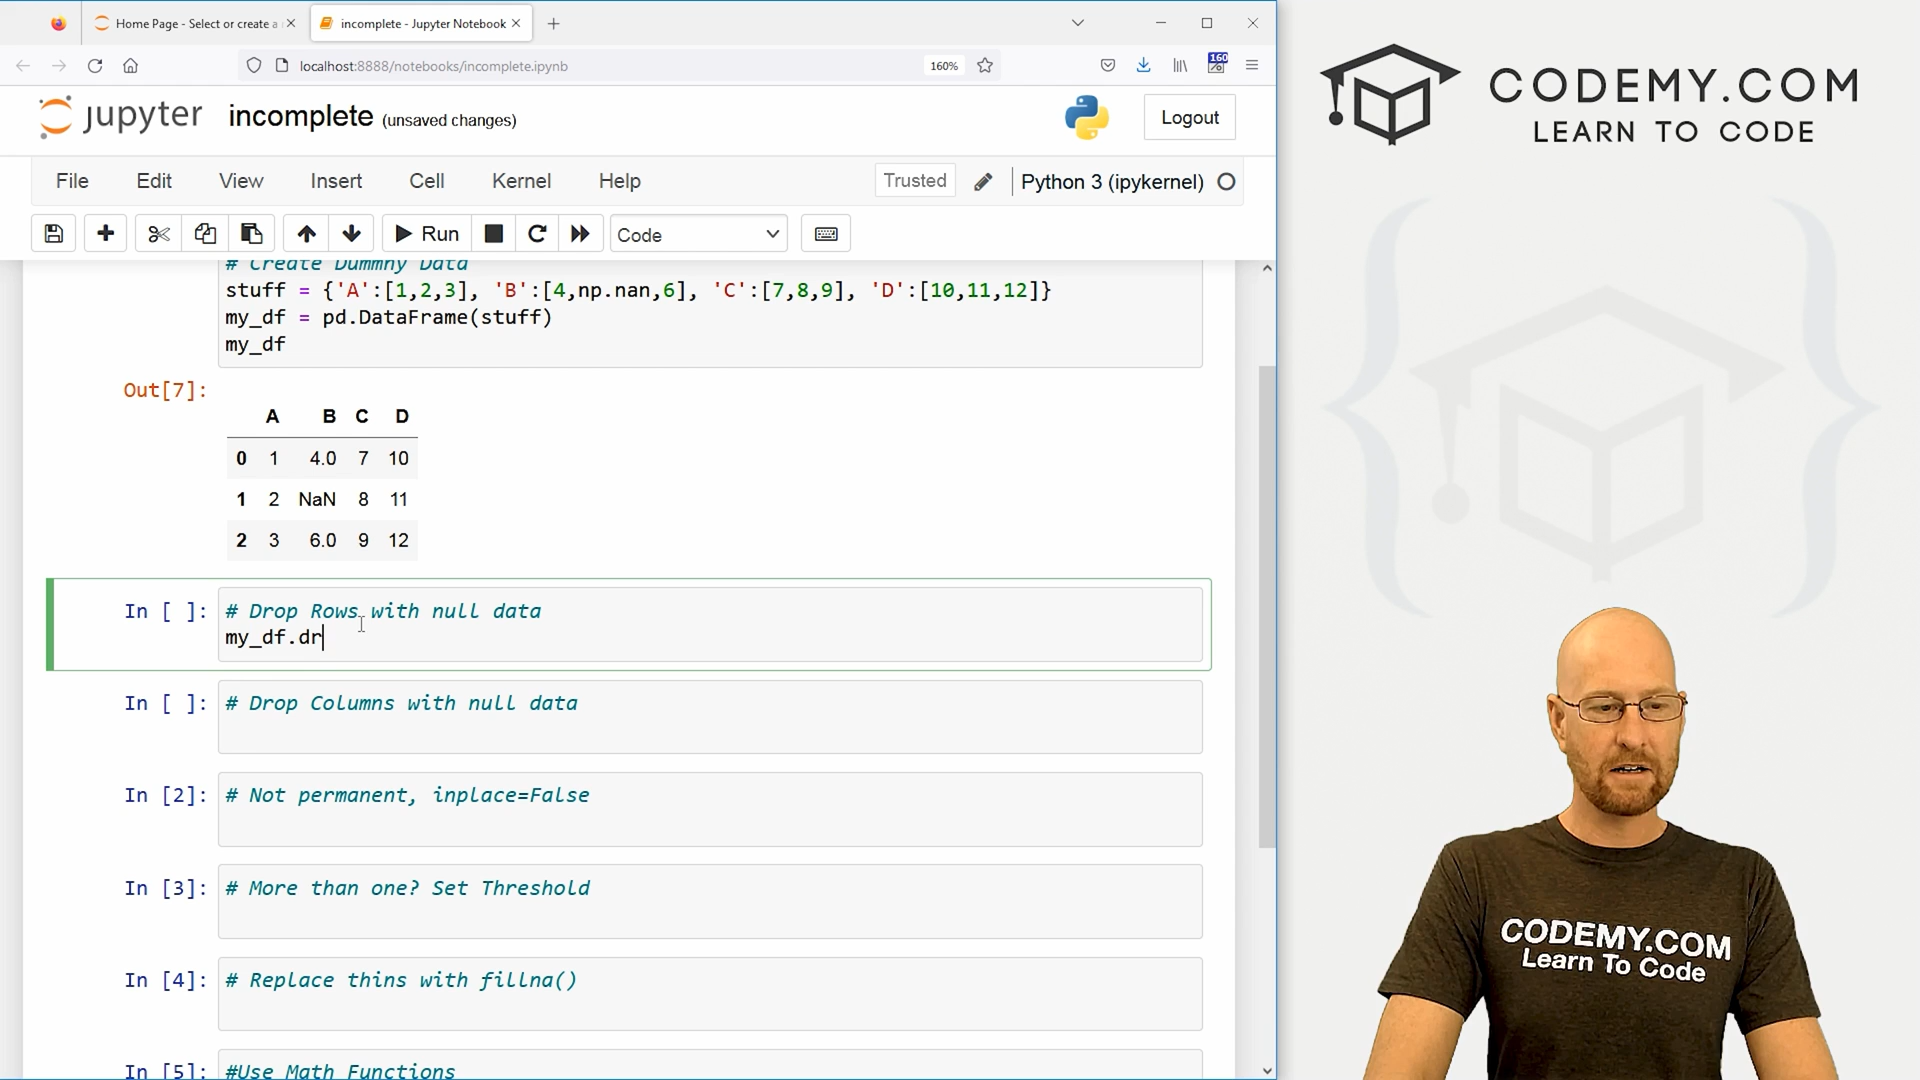 Home Page - Select or create a
incomplete - Jupyter Notebook
localhost:8888/notebooks/incomplete.ipynb
160%
160
jupyter incomplete (unsaved changes)
Logout
File Edit View Insert Cell Kernel Help
Trusted
Python 3 (ipykernel)
Run
Code
# Create Dummny Data
stuff = {'A':[1,2,3], 'B':[4,np.nan,6], 'C':[7,8,9], 'D':[10,11,12]}
my_df = pd.DataFrame(stuff)
my_df
Out[7]:
A B C D
0 1 4.0 7 10
1 2 NaN 8 11
2 3 6.0 9 12
In [ ]: # Drop Rows with null data
my_df.dr
In [ ]: # Drop Columns with null data
In [2]: # Not permanent, inplace=False
In [3]: # More than one? Set Threshold
In [4]: # Replace thins with fillna()
In [5]: #Use Math Functions
CODEMY.COM
LEARN TO CODE
CODEMY.COM
Learn To Code